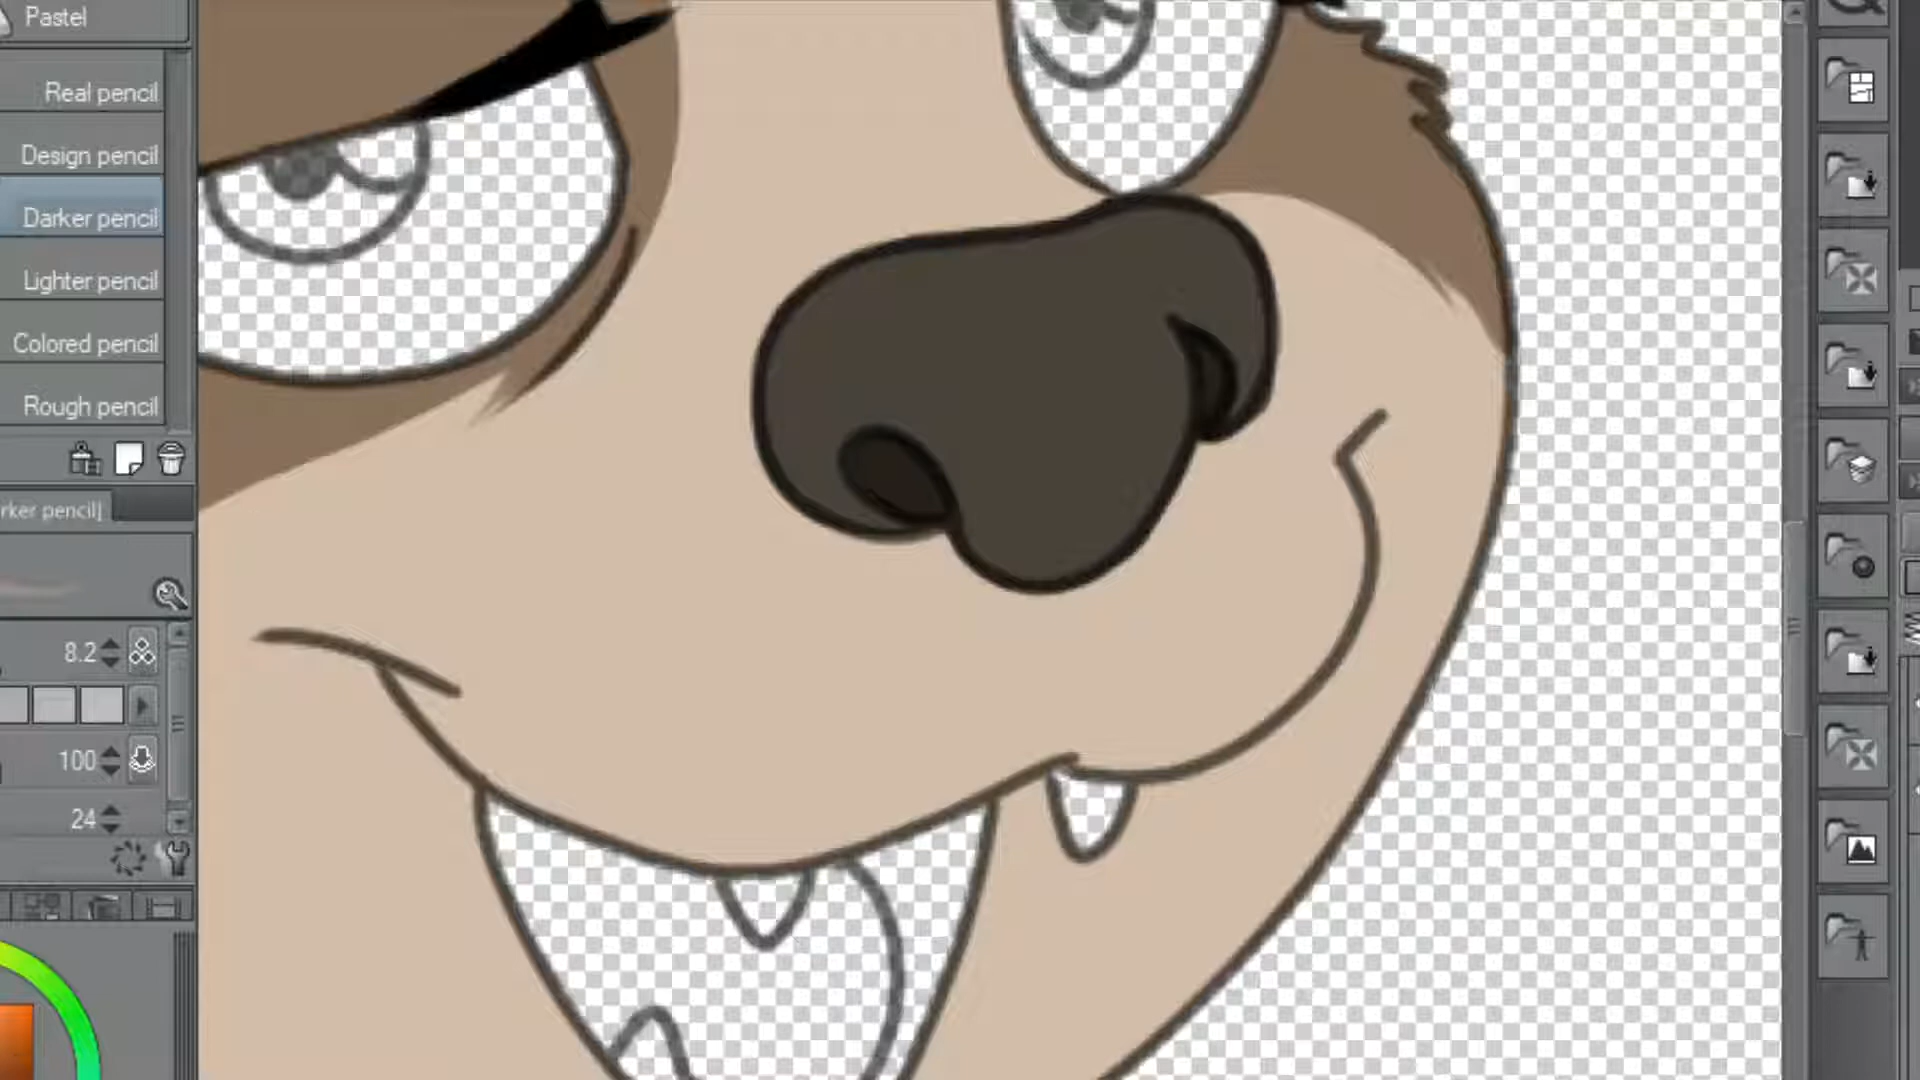 Pastel
Real pencil
Design pencil
Darker pencil
Lighter pencil
Colored pencil
Rough pencil
rker pencil]
8.2
100
24